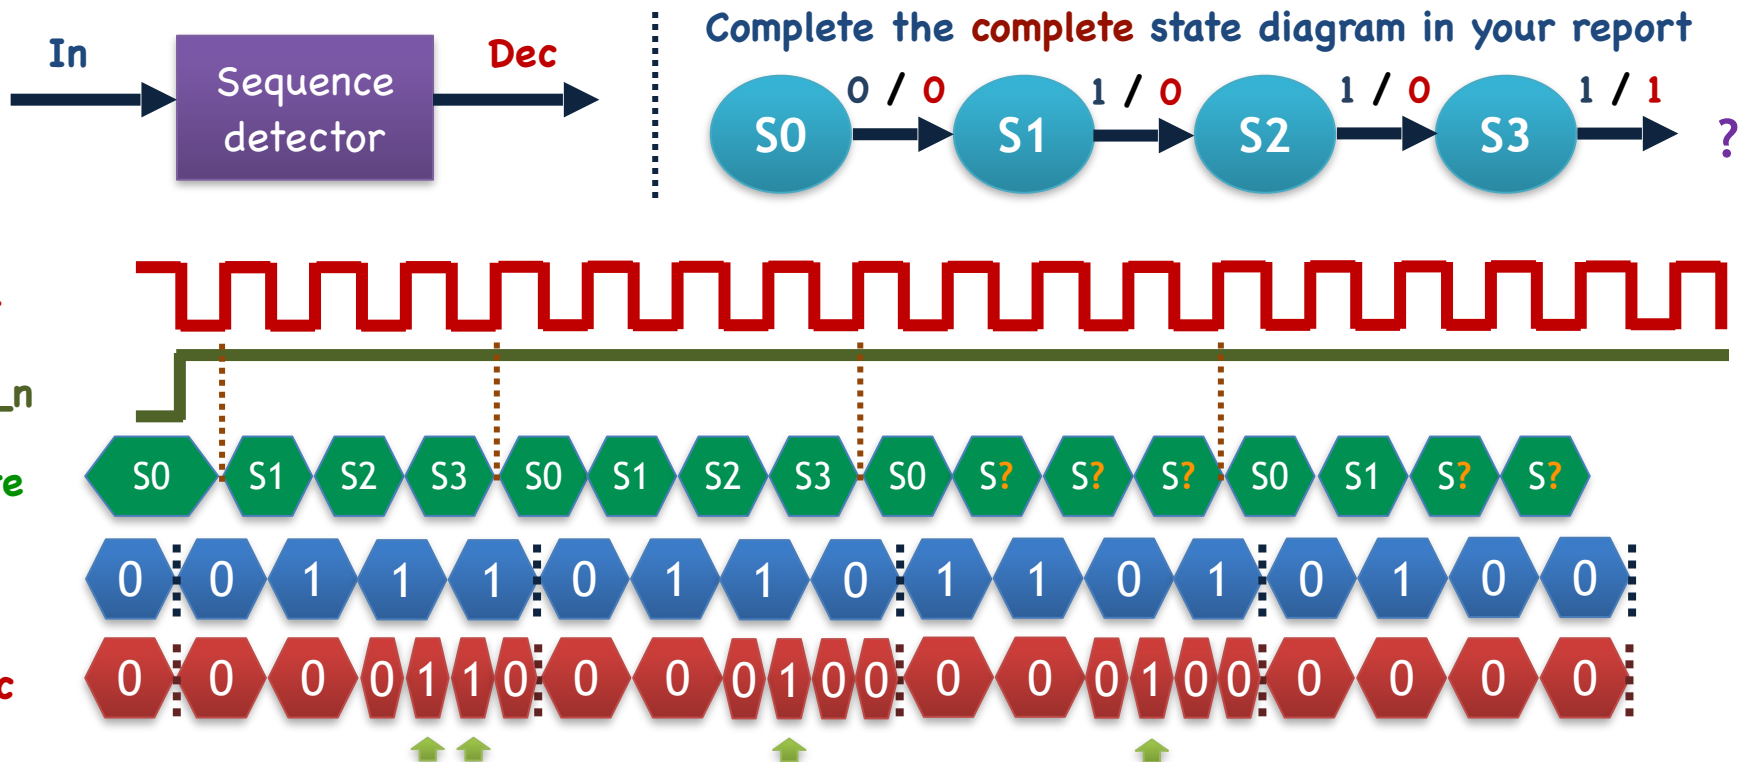 In
Sequence
detector
Dec
Complete the complete state diagram in your report
0 / 0
1 / 0
1 / 0
1 / 1
S0
S1
S2
S3
?
_n
S0 S1 S2 S3 S0 S1 S2 S3 S0 S? S? S? S0 S1 S? S?
0 0 1 1 1 0 1 1 0 1 1 0 1 0 1 0 0
0 0 0 0 1 1 0 0 0 0 1 0 0 0 0 0 1 0 0 0 0 0 0